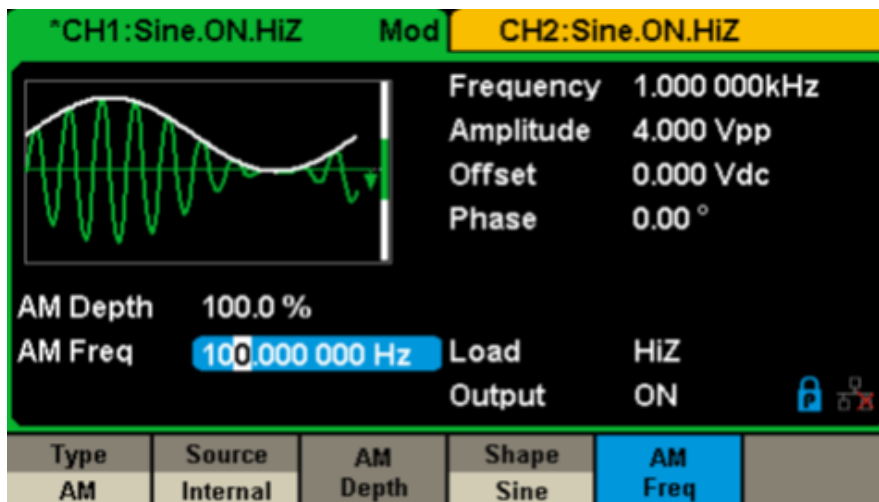 *CH1:Sine.ON.HiZ Mod CH2:Sine.ON.HiZ
Frequency 1.000 000kHz
Amplitude 4.000 Vpp
Offset 0.000 Vdc
Phase 0.00 °
AM Depth 100.0 %
AM Freq 100.000 000 Hz Load HiZ
Output ON
Type Source AM Shape AM
AM Internal Depth Sine Freq